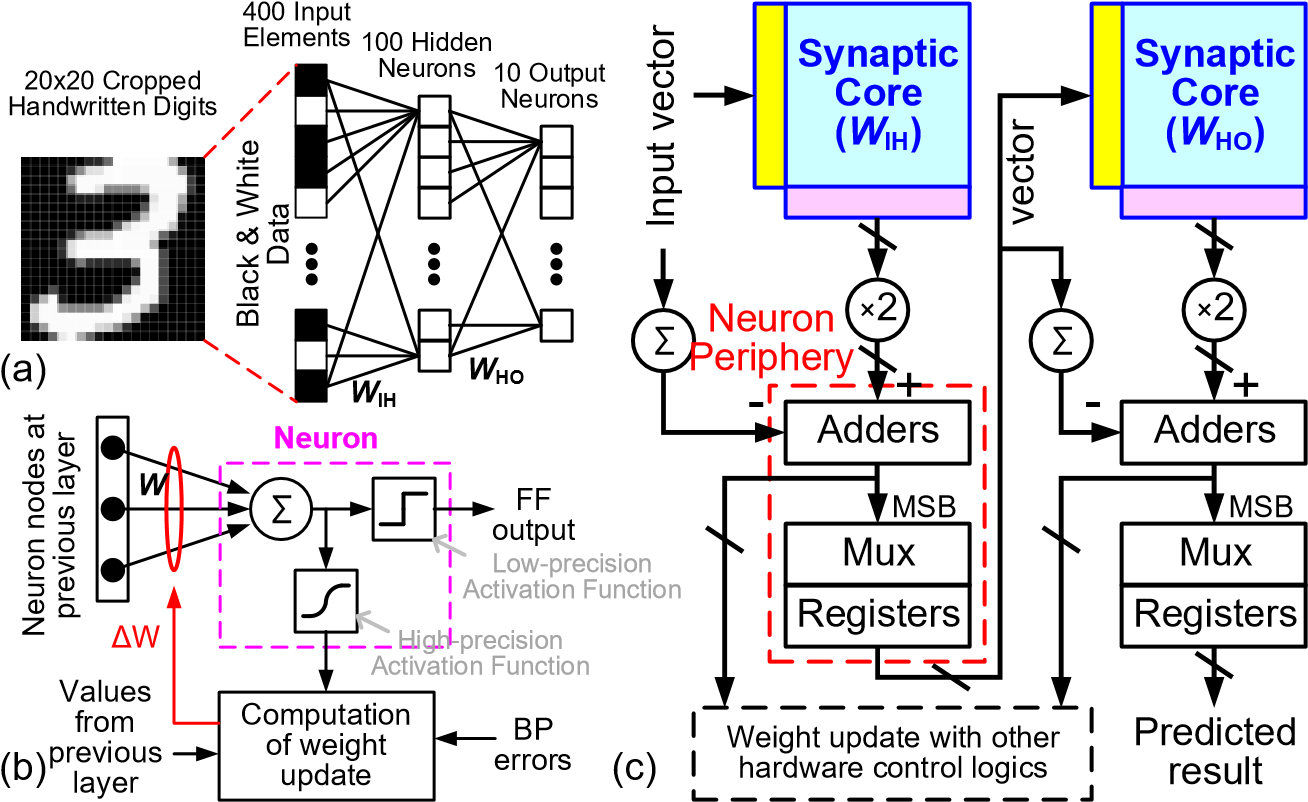 400 Input
Elements
100 Hidden
Neurons
10 Output
Neurons
20x20 Cropped
Handwritten Digits
Black & White
Data
W_IH
W_HO
(a)
Neuron nodes at
previous layer
W
Neuron
Σ
FF
output
Low-precision
Activation Function
High-precision
Activation Function
ΔW
Values
from
previous
layer
Computation
of weight
update
BP
errors
(b)
Input vector
Synaptic
Core
(W_IH)
×2
Σ
Neuron
Periphery
+
-
Adders
MSB
Mux
Registers
vector
Synaptic
Core
(W_HO)
×2
Σ
+
-
Adders
MSB
Mux
Registers
Weight update with other
hardware control logics
Predicted
result
(c)